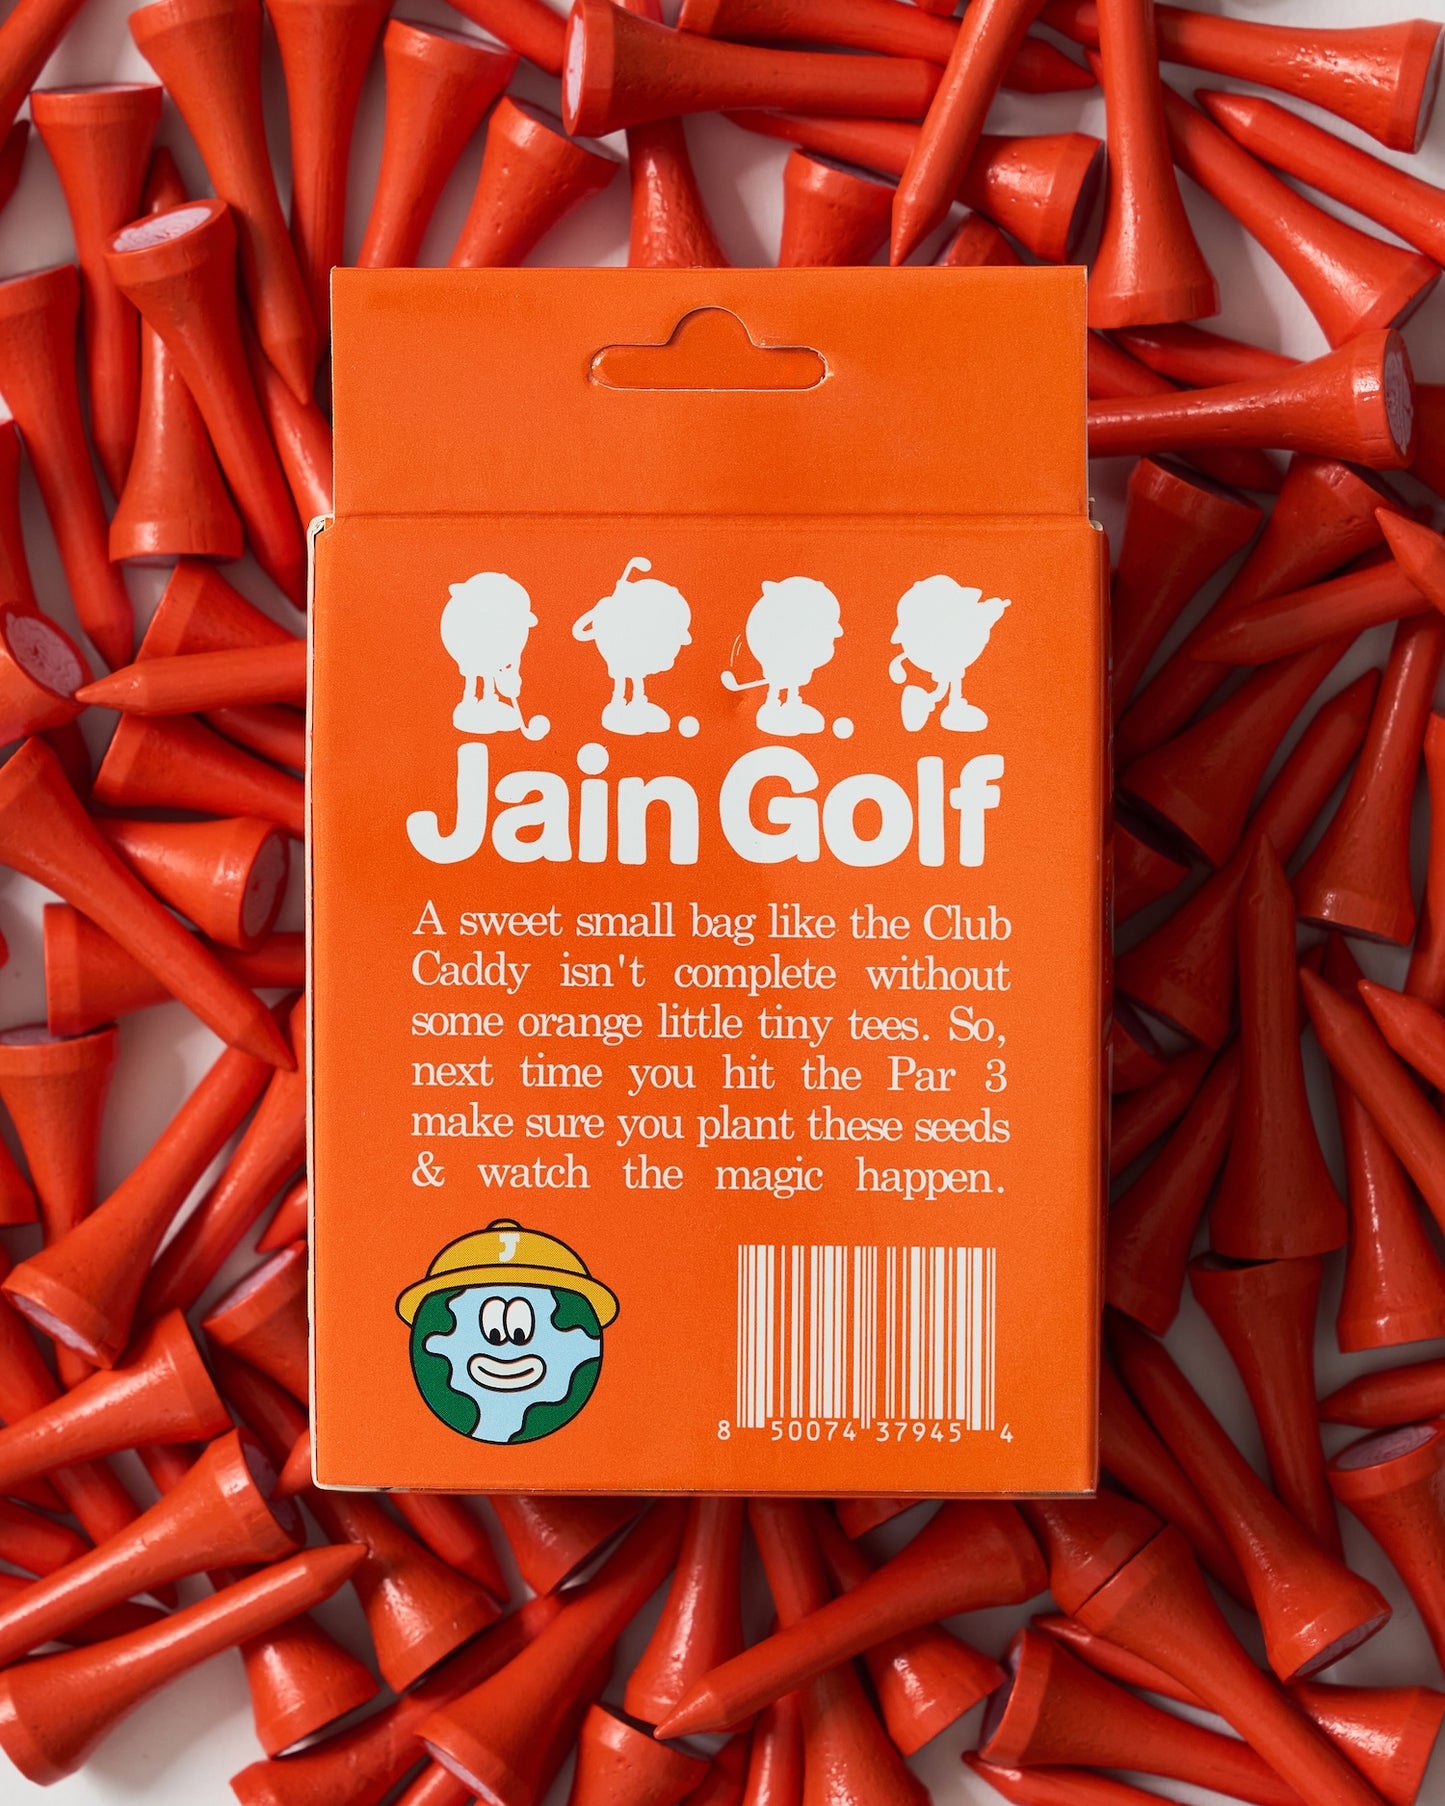 Jain Golf
A sweet small bag like the Club
Caddy isn't complete without
some orange little tiny tees. So,
next time you hit the Par 3
make sure you plant these seeds
& watch the magic happen.
J
8 50074 37945 4